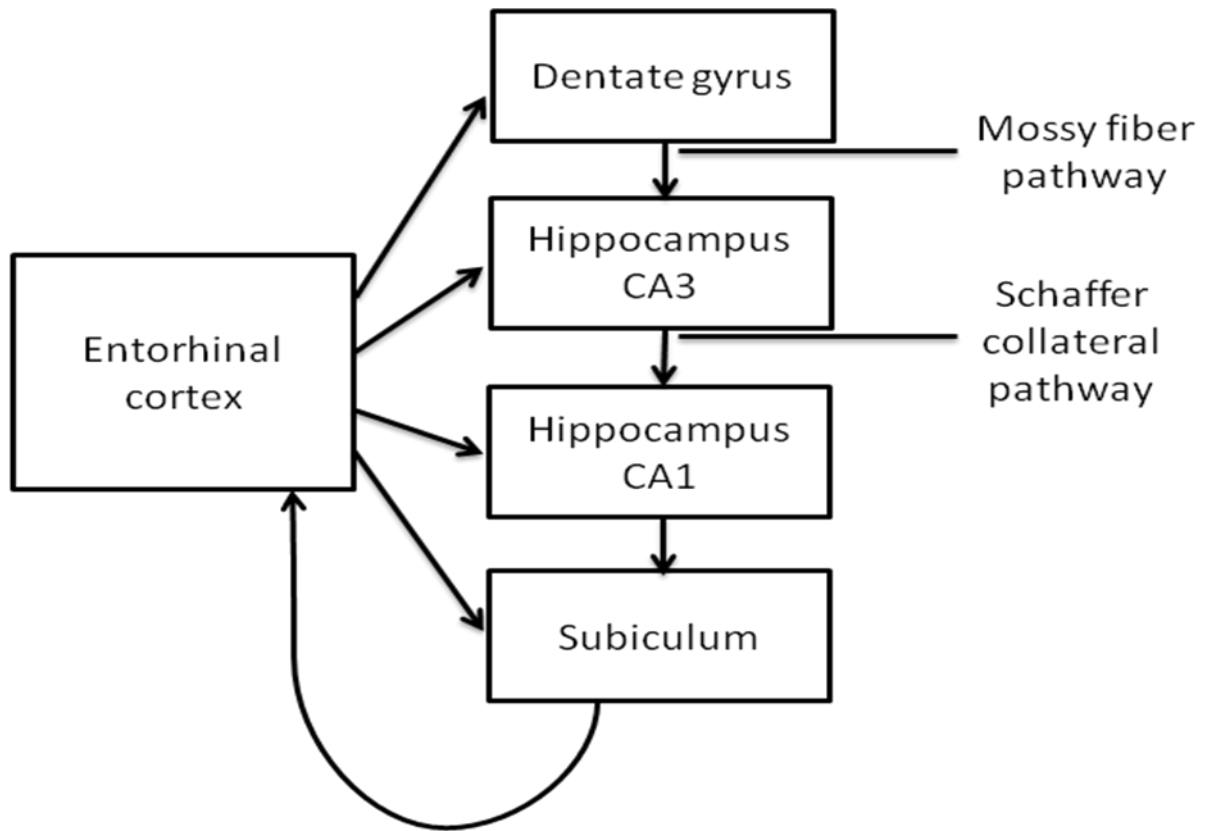 Dentate gyrus
Mossy fiber
pathway
Hippocampus
CA3
Schaffer
collateral
pathway
Entorhinal
cortex
Hippocampus
CA1
Subiculum